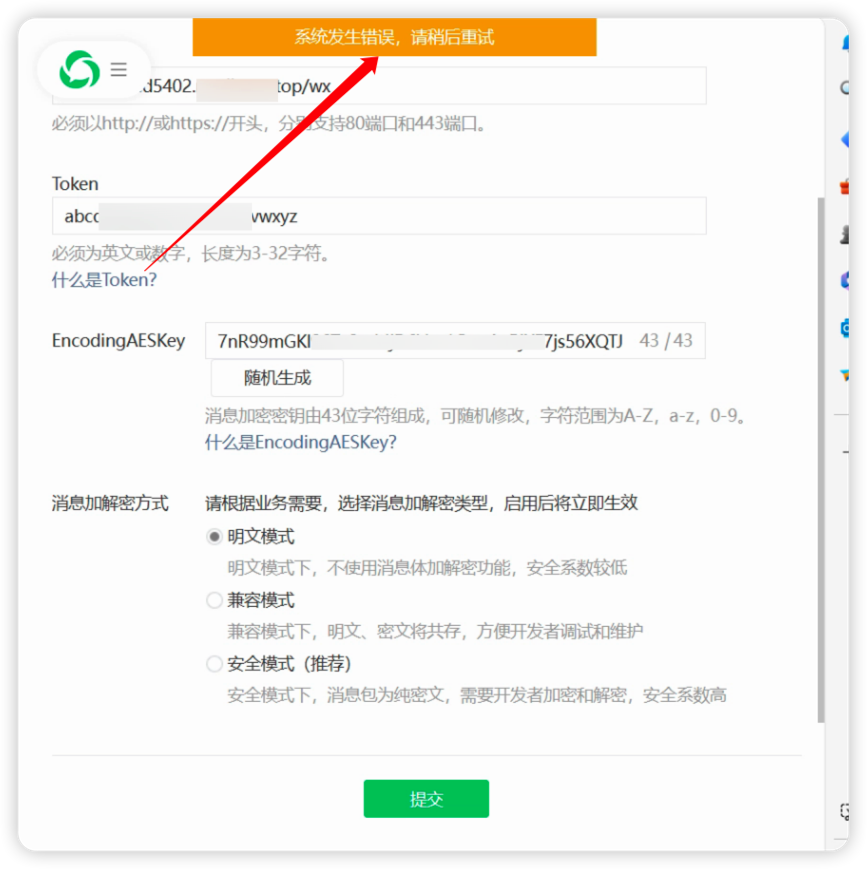 系统发生错误，请稍后重试
d5402. top/wx
必须以http://或https://开头，分别支持80端口和443端口。
Token
abcd vwxyz
必须为英文或数字，长度为3-32字符。
什么是Token?
EncodingAESKey
7nR99mGKl 7js56XQTJ 43 / 43
随机生成
消息加密密钥由43位字符组成，可随机修改，字符范围为A-Z，a-z，0-9。
什么是EncodingAESKey?
消息加解密方式 请根据业务需要，选择消息加解密类型，启用后将立即生效
明文模式
明文模式下，不使用消息体加解密功能，安全系数较低
兼容模式
兼容模式下，明文、密文将共存，方便开发者调试和维护
安全模式（推荐）
安全模式下，消息包为纯密文，需要开发者加密和解密，安全系数高
提交